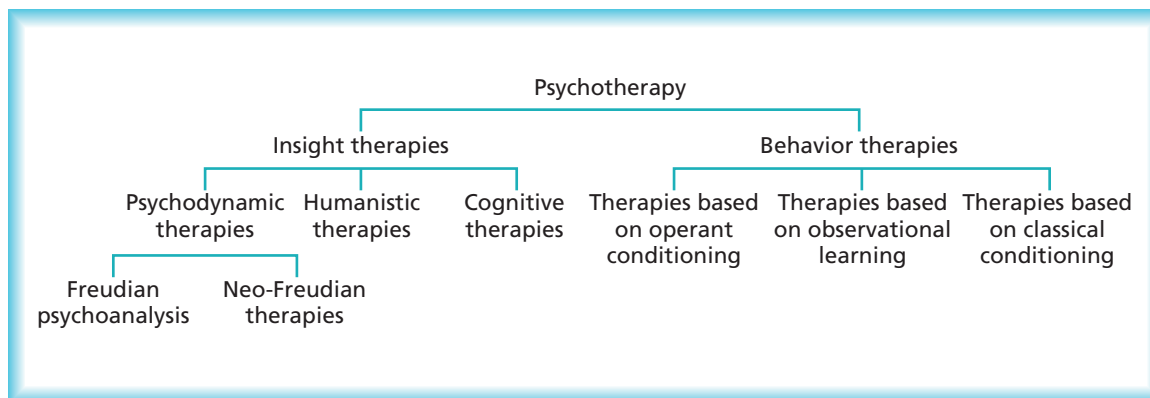 Psychotherapy
Insight therapies
Behavior therapies
Psychodynamic
therapies
Humanistic
therapies
Cognitive
therapies
Therapies based
on operant
conditioning
Therapies based
on observational
learning
Therapies based
on classical
conditioning
Freudian
psychoanalysis
Neo-Freudian
therapies